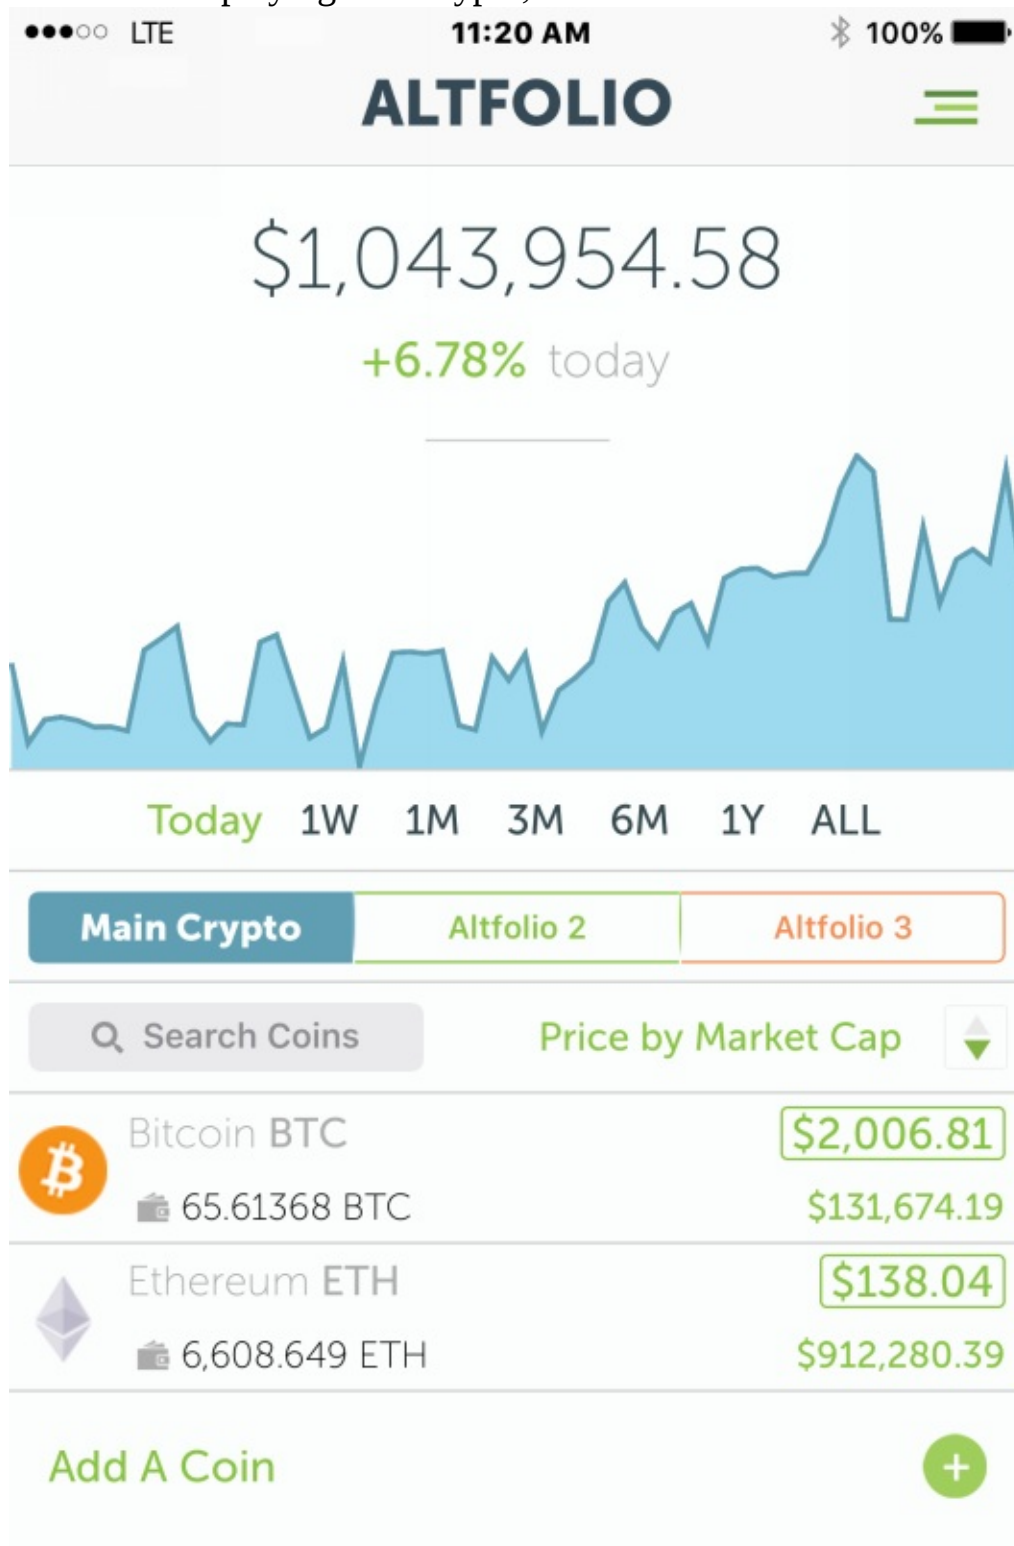 LTE 11:20 AM 100%
ALTFOLIO
$1,043,954.58
+6.78% today
Today 1W 1M 3M 6M 1Y ALL
Main Crypto Altfolio 2 Altfolio 3
Search Coins Price by Market Cap
Bitcoin BTC $2,006.81
65.61368 BTC $131,674.19
Ethereum ETH $138.04
6,608.649 ETH $912,280.39
Add A Coin +